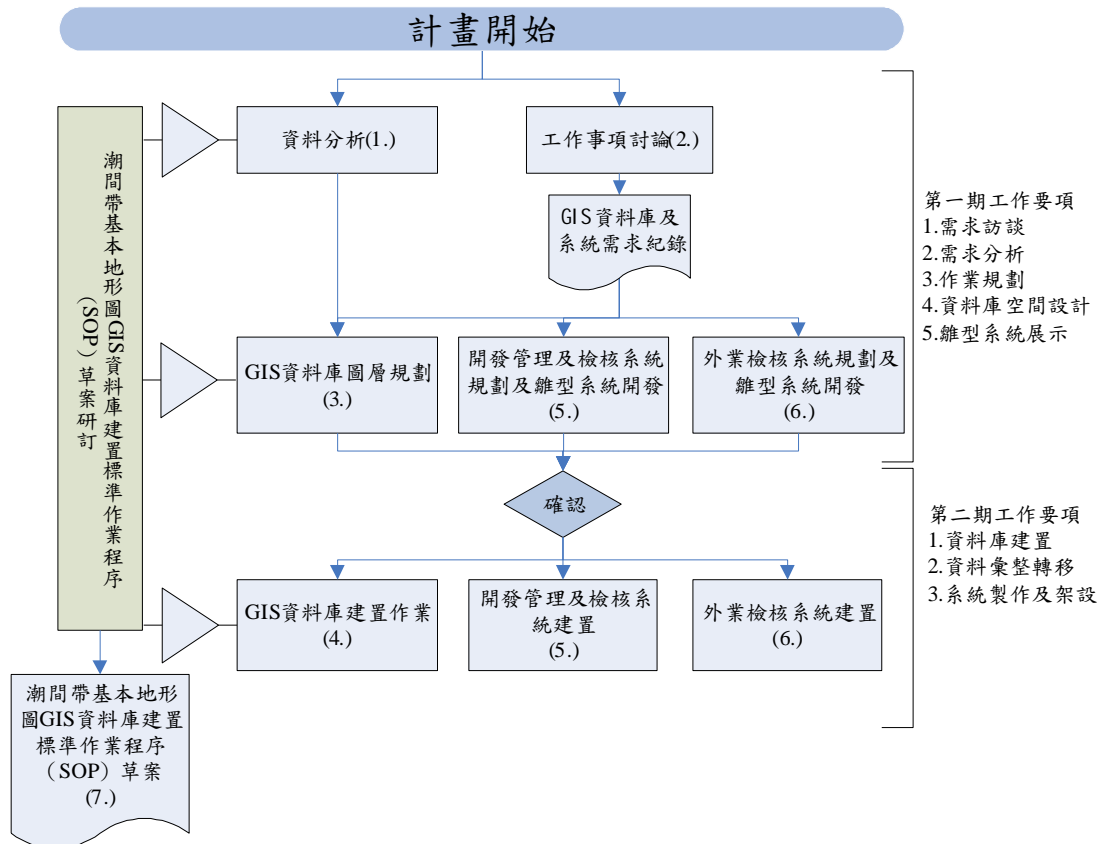 計畫開始
潮間帶基本地形圖GIS資料庫建置標準作業程序
(SOP)草案研訂
資料分析(1.)
工作事項討論(2.)
GIS資料庫及
系統需求紀錄
GIS資料庫圖層規劃
(3.)
開發管理及檢核系統
規劃及雛型系統開發
(5.)
外業檢核系統規劃及
雛型系統開發
(6.)
確認
GIS資料庫建置作業
(4.)
開發管理及檢核系
統建置
(5.)
外業檢核系統建置
(6.)
潮間帶基本地形
圖GIS資料庫建置
標準作業程序
（SOP）草案
(7.)
第一期工作要項
1.需求訪談
2.需求分析
3.作業規劃
4.資料庫空間設計
5.雛型系統展示
第二期工作要項
1.資料庫建置
2.資料彙整轉移
3.系統製作及架設